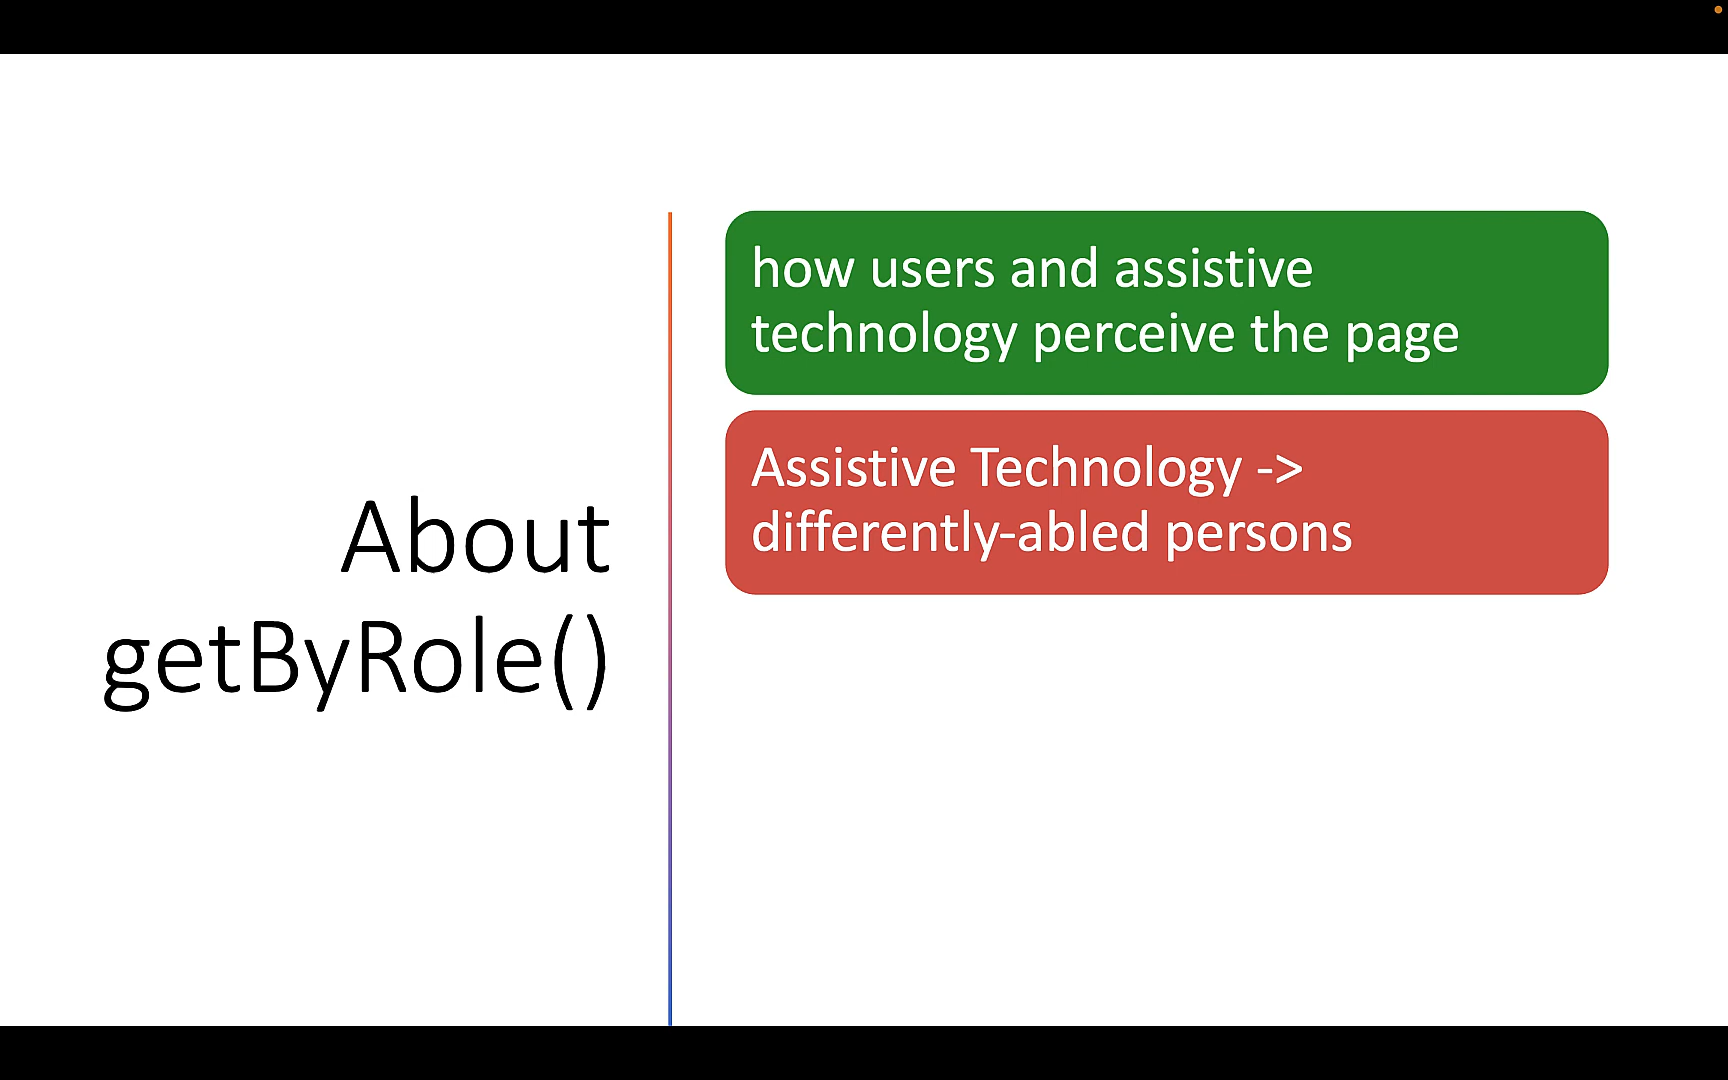 About
getByRole()
how users and assistive
technology perceive the page
Assistive Technology ->
differently-abled persons